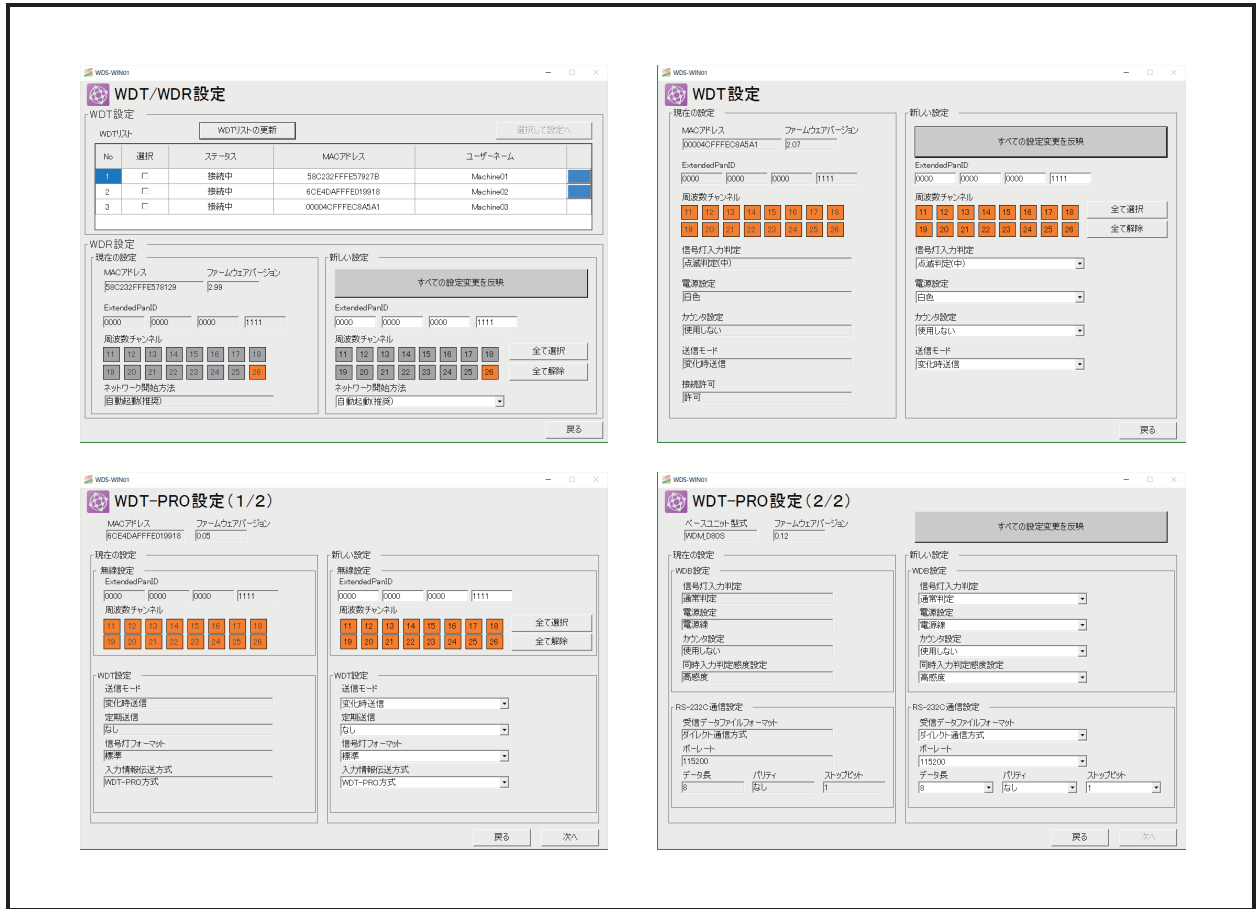 WDS-WIN01
WDT/WDR設定
WDT設定
WDTリスト
WDTリストの更新
選択して設定へ
No 選択 ステータス MACアドレス ユーザーネーム
1 接続中 58C232FFFE57927B Machine01
2 接続中 6CE4DAFFFE019918 Machine02
3 接続中 00004CFFFEC8A5A1 Machine03
WDR設定
現在の設定
MACアドレス ファームウェアバージョン
58C232FFFE578129 2.99
ExtendedPanID
0000 0000 0000 1111
周波数チャンネル
11 12 13 14 15 16 17 18
19 20 21 22 23 24 25 26
ネットワーク開始方法
自動起動(推奨)
新しい設定
すべての設定変更を反映
ExtendedPanID
0000 0000 0000 1111
周波数チャンネル
11 12 13 14 15 16 17 18 全て選択
19 20 21 22 23 24 25 26 全て解除
ネットワーク開始方法
自動起動(推奨)
戻る
WDS-WIN01
WDT設定
現在の設定
MACアドレス ファームウェアバージョン
00004CFFFEC8A5A1 2.07
ExtendedPanID
0000 0000 0000 1111
周波数チャンネル
11 12 13 14 15 16 17 18
19 20 21 22 23 24 25 26
信号灯入力判定
点滅判定(中)
電源設定
白色
カウンタ設定
使用しない
送信モード
変化時送信
接続許可
許可
新しい設定
すべての設定変更を反映
ExtendedPanID
0000 0000 0000 1111
周波数チャンネル
11 12 13 14 15 16 17 18 全て選択
19 20 21 22 23 24 25 26 全て解除
信号灯入力判定
点滅判定(中)
電源設定
白色
カウンタ設定
使用しない
送信モード
変化時送信
戻る
WDS-WIN01
WDT-PRO設定(1/2)
MACアドレス ファームウェアバージョン
6CE4DAFFFE019918 0.05
現在の設定
無線設定
ExtendedPanID
0000 0000 0000 1111
周波数チャンネル
11 12 13 14 15 16 17 18
19 20 21 22 23 24 25 26
WDT設定
送信モード
変化時送信
定期送信
なし
信号灯フォーマット
標準
入力情報伝送方式
WDT-PRO方式
新しい設定
無線設定
ExtendedPanID
0000 0000 0000 1111
周波数チャンネル
11 12 13 14 15 16 17 18 全て選択
19 20 21 22 23 24 25 26 全て解除
WDT設定
送信モード
変化時送信
定期送信
なし
信号灯フォーマット
標準
入力情報伝送方式
WDT-PRO方式
戻る 次へ
WDS-WIN01
WDT-PRO設定(2/2)
ベースユニット型式 ファームウェアバージョン
WDM,D80S 0.12
すべての設定変更を反映
現在の設定
WDB設定
信号灯入力判定
通常判定
電源設定
電源線
カウンタ設定
使用しない
同時入力判定感度設定
高感度
RS-232C通信設定
受信データファイルフォーマット
ダイレクト通信方式
ボーレート
115200
データ長 パリティ ストップビット
8 なし 1
新しい設定
WDB設定
信号灯入力判定
通常判定
電源設定
電源線
カウンタ設定
使用しない
同時入力判定感度設定
高感度
RS-232C通信設定
受信データファイルフォーマット
ダイレクト通信方式
ボーレート
115200
データ長 パリティ ストップビット
8 なし 1
戻る 次へ